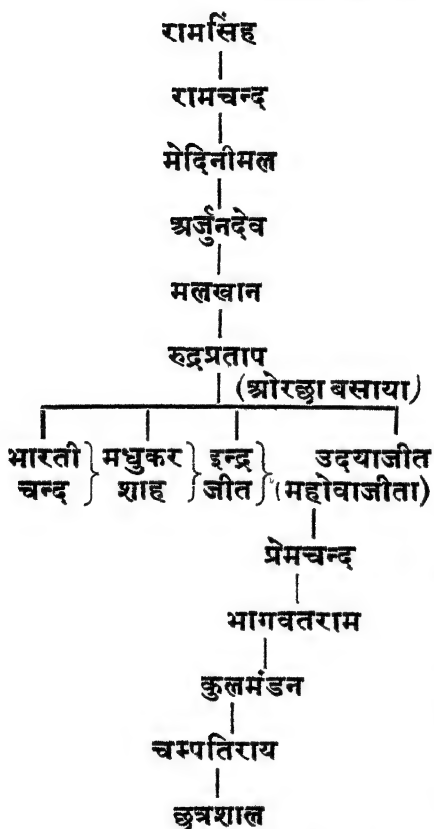 रामसिंह
रामचन्द
मेदिनीमल
अर्जुनदेव
मलखान
रुद्रप्रताप
(ओरछा बसाया)
भारती } मधुकर } इन्द्र } उदयाजीत
चन्द } शाह } जीत } (महोवाजीता)
प्रेमचन्द
भागवतराम
कुलमंडन
चम्पतिराय
छत्रशाल